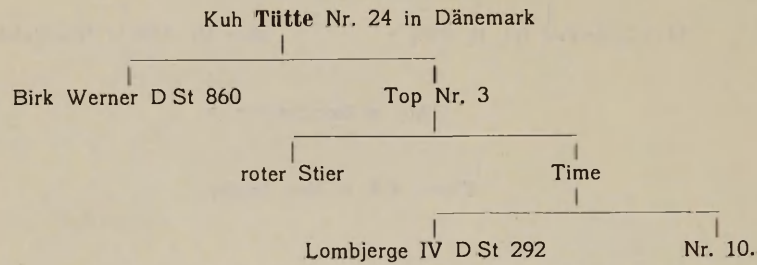 Kuh Tütte Nr. 24 in Dänemark
Birk Werner D St 860 Top Nr. 3
roter Stier Time
Lombjerge IV D St 292 Nr. 10.